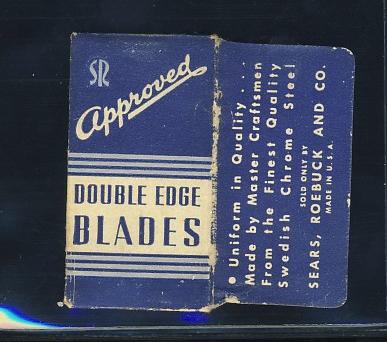 SR
Approved
DOUBLE EDGE
BLADES
● Uniform in Quality . . .
Made by Master Craftsmen
From the Finest Quality
Swedish Chrome Steel
SOLD ONLY BY
SEARS, ROEBUCK AND CO.
MADE IN U.S.A.